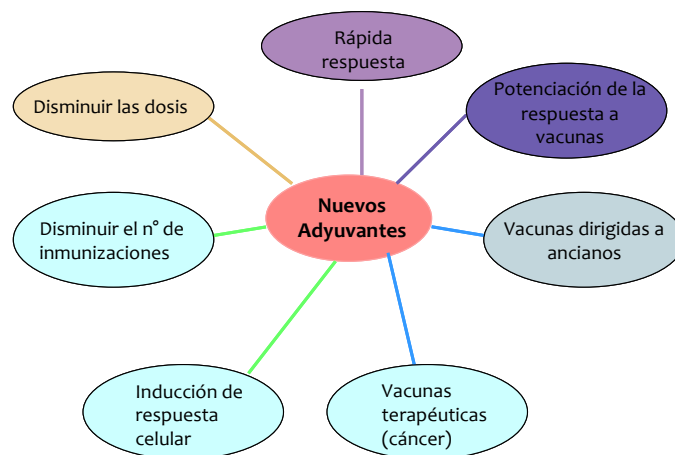 Rápida
respuesta
Potenciación de la
respuesta a
vacunas
Disminuir las dosis
Nuevos
Adyuvantes
Disminuir el n° de
inmunizaciones
Vacunas dirigidas a
ancianos
Inducción de
respuesta
celular
Vacunas
terapéuticas
(cáncer)